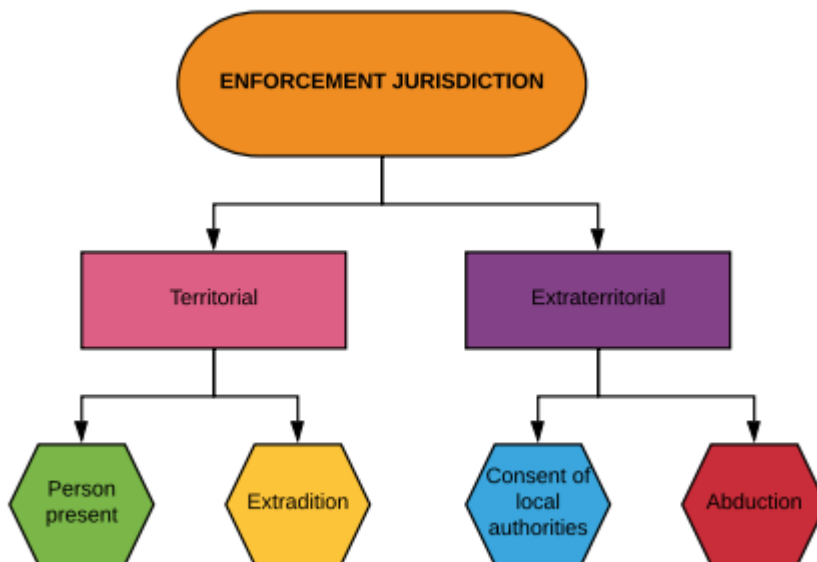 ENFORCEMENT JURISDICTION
Territorial
Extraterritorial
Person
present
Extradition
Consent of
local
authorities
Abduction